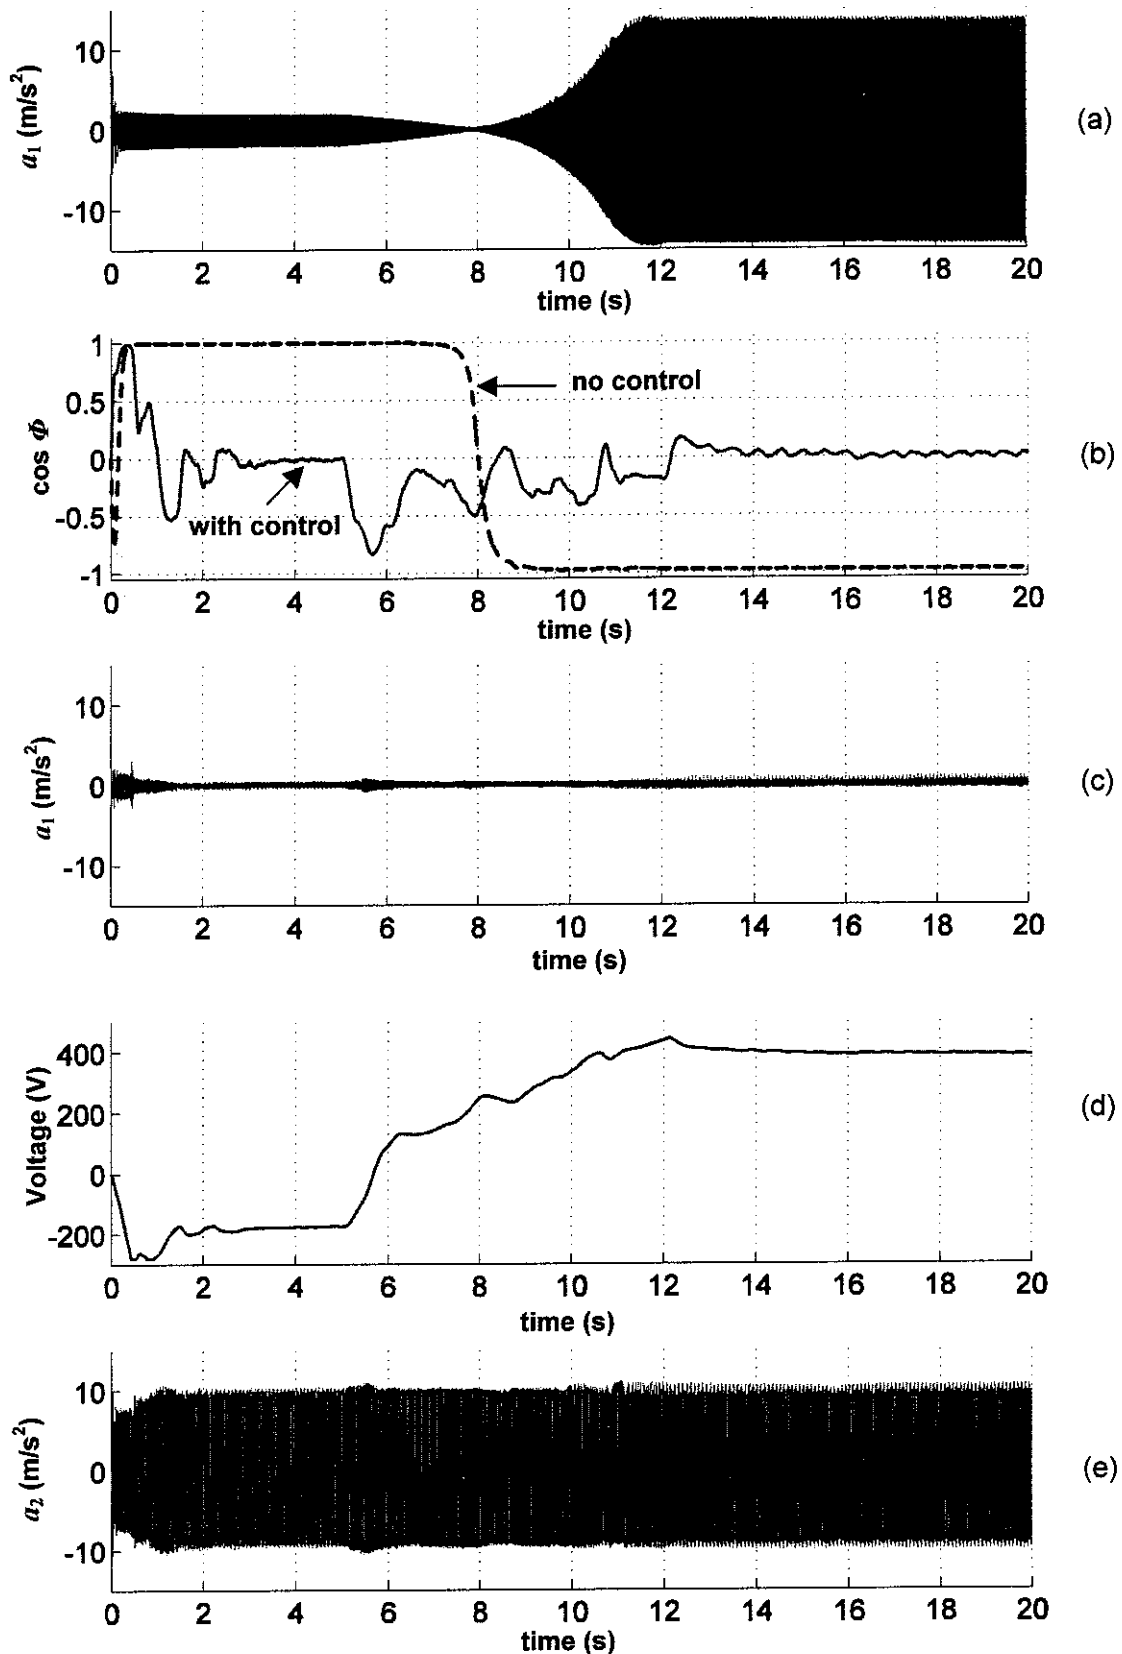 10
0
-10
a₁ (m/s²)
(a)
0 2 4 6 8 10 12 14 16 18 20
time (s)
1
0.5
0
-0.5
-1
cos Φ
no control
with control
(b)
0 2 4 6 8 10 12 14 16 18 20
time (s)
10
0
-10
a₁ (m/s²)
(c)
0 2 4 6 8 10 12 14 16 18 20
time (s)
400
200
0
-200
Voltage (V)
(d)
0 2 4 6 8 10 12 14 16 18 20
time (s)
10
0
-10
a₂ (m/s²)
(e)
0 2 4 6 8 10 12 14 16 18 20
time (s)